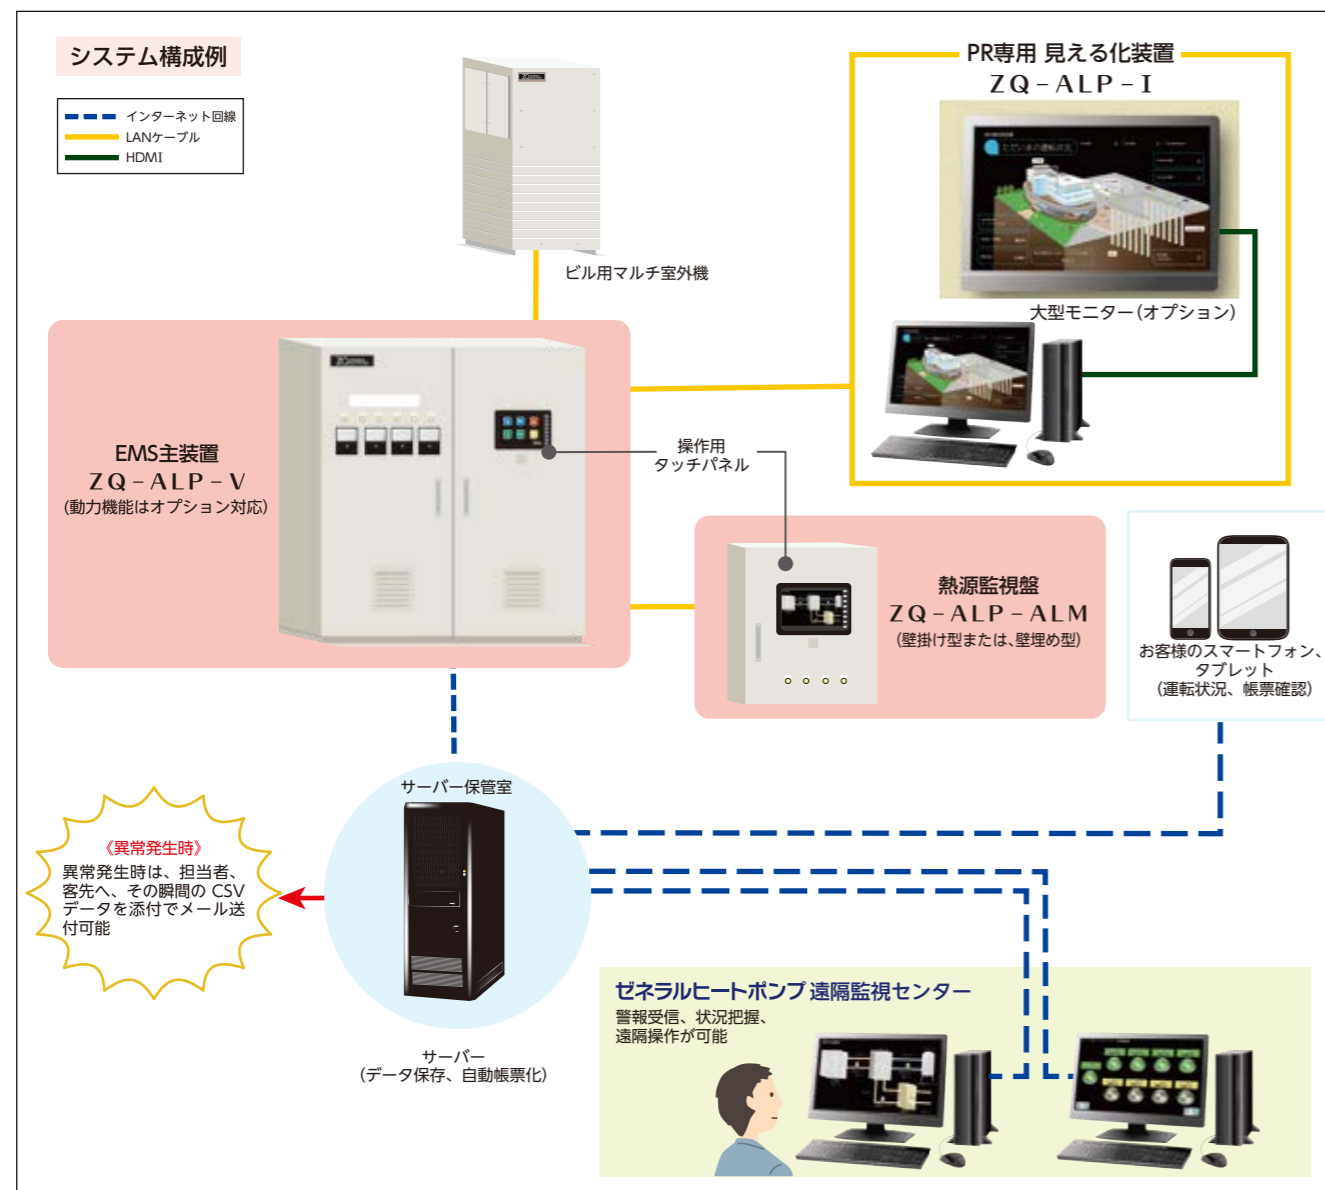 システム構成例
インターネット回線
LANケーブル
HDMI
ビル用マルチ室外機
PR専用 見える化装置
ZQ-ALP-I
ただいまの運転状況
大型モニター(オプション)
EMS主装置
ZQ-ALP-V
(動力機能はオプション対応)
操作用
タッチパネル
熱源監視盤
ZQ-ALP-ALM
(壁掛け型または、壁埋め型)
お客様のスマートフォン、
タブレット
(運転状況、帳票確認)
サーバー保管室
《異常発生時》
異常発生時は、担当者、
客先へ、その瞬間の CSV
データを添付でメール送
付可能
サーバー
(データ保存、自動帳票化)
ゼネラルヒートポンプ 遠隔監視センター
警報受信、状況把握、
遠隔操作が可能